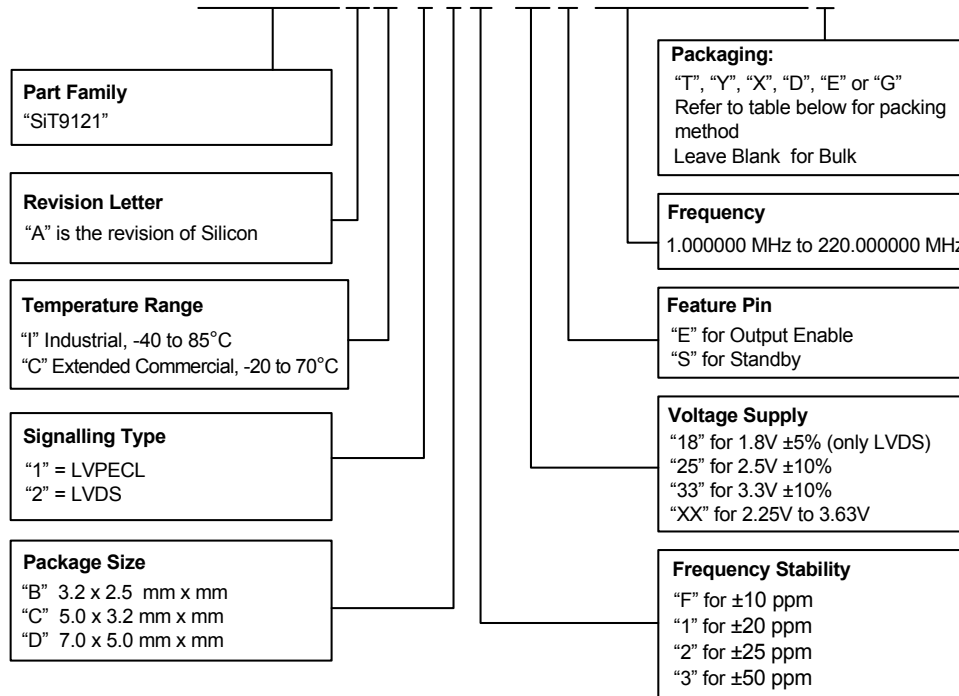 Part Family
“SiT9121”
Revision Letter
“A” is the revision of Silicon
Temperature Range
“I” Industrial, -40 to 85°C
“C” Extended Commercial, -20 to 70°C
Signalling Type
“1” = LVPECL
“2” = LVDS
Package Size
“B” 3.2 x 2.5 mm x mm
“C” 5.0 x 3.2 mm x mm
“D” 7.0 x 5.0 mm x mm
Packaging:
“T”, “Y”, “X”, “D”, “E” or “G”
Refer to table below for packing
method
Leave Blank for Bulk
Frequency
1.000000 MHz to 220.000000 MHz
Feature Pin
“E” for Output Enable
“S” for Standby
Voltage Supply
“18” for 1.8V ±5% (only LVDS)
“25” for 2.5V ±10%
“33” for 3.3V ±10%
“XX” for 2.25V to 3.63V
Frequency Stability
“F” for ±10 ppm
“1” for ±20 ppm
“2” for ±25 ppm
“3” for ±50 ppm